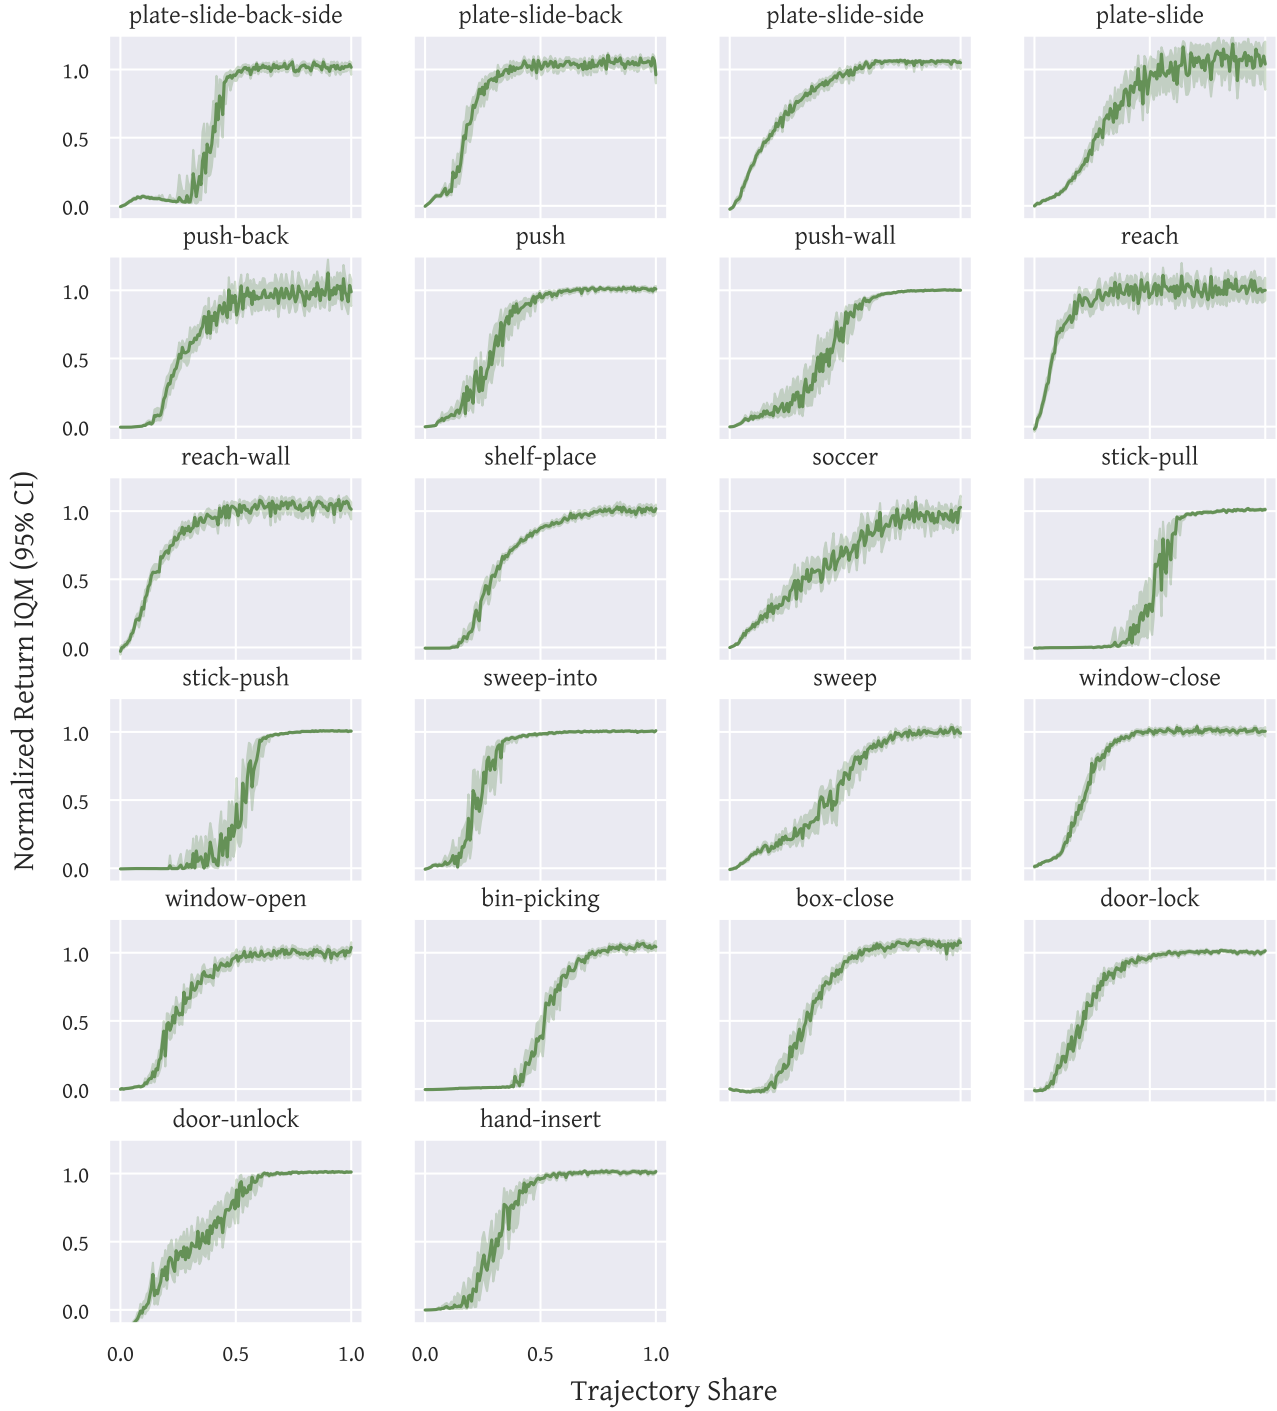 plate-slide-back-side plate-slide-back plate-slide-side plate-slide
1.0
0.5
0.0
push-back push push-wall reach
1.0
0.5
0.0
reach-wall shelf-place soccer stick-pull
1.0
0.5
0.0
stick-push sweep-into sweep window-close
1.0
0.5
0.0
window-open bin-picking box-close door-lock
1.0
0.5
0.0
door-unlock hand-insert
1.0
0.5
0.0
0.0 0.5 1.0 0.0 0.5 1.0
Trajectory Share
Normalized Return IQM (95% CI)